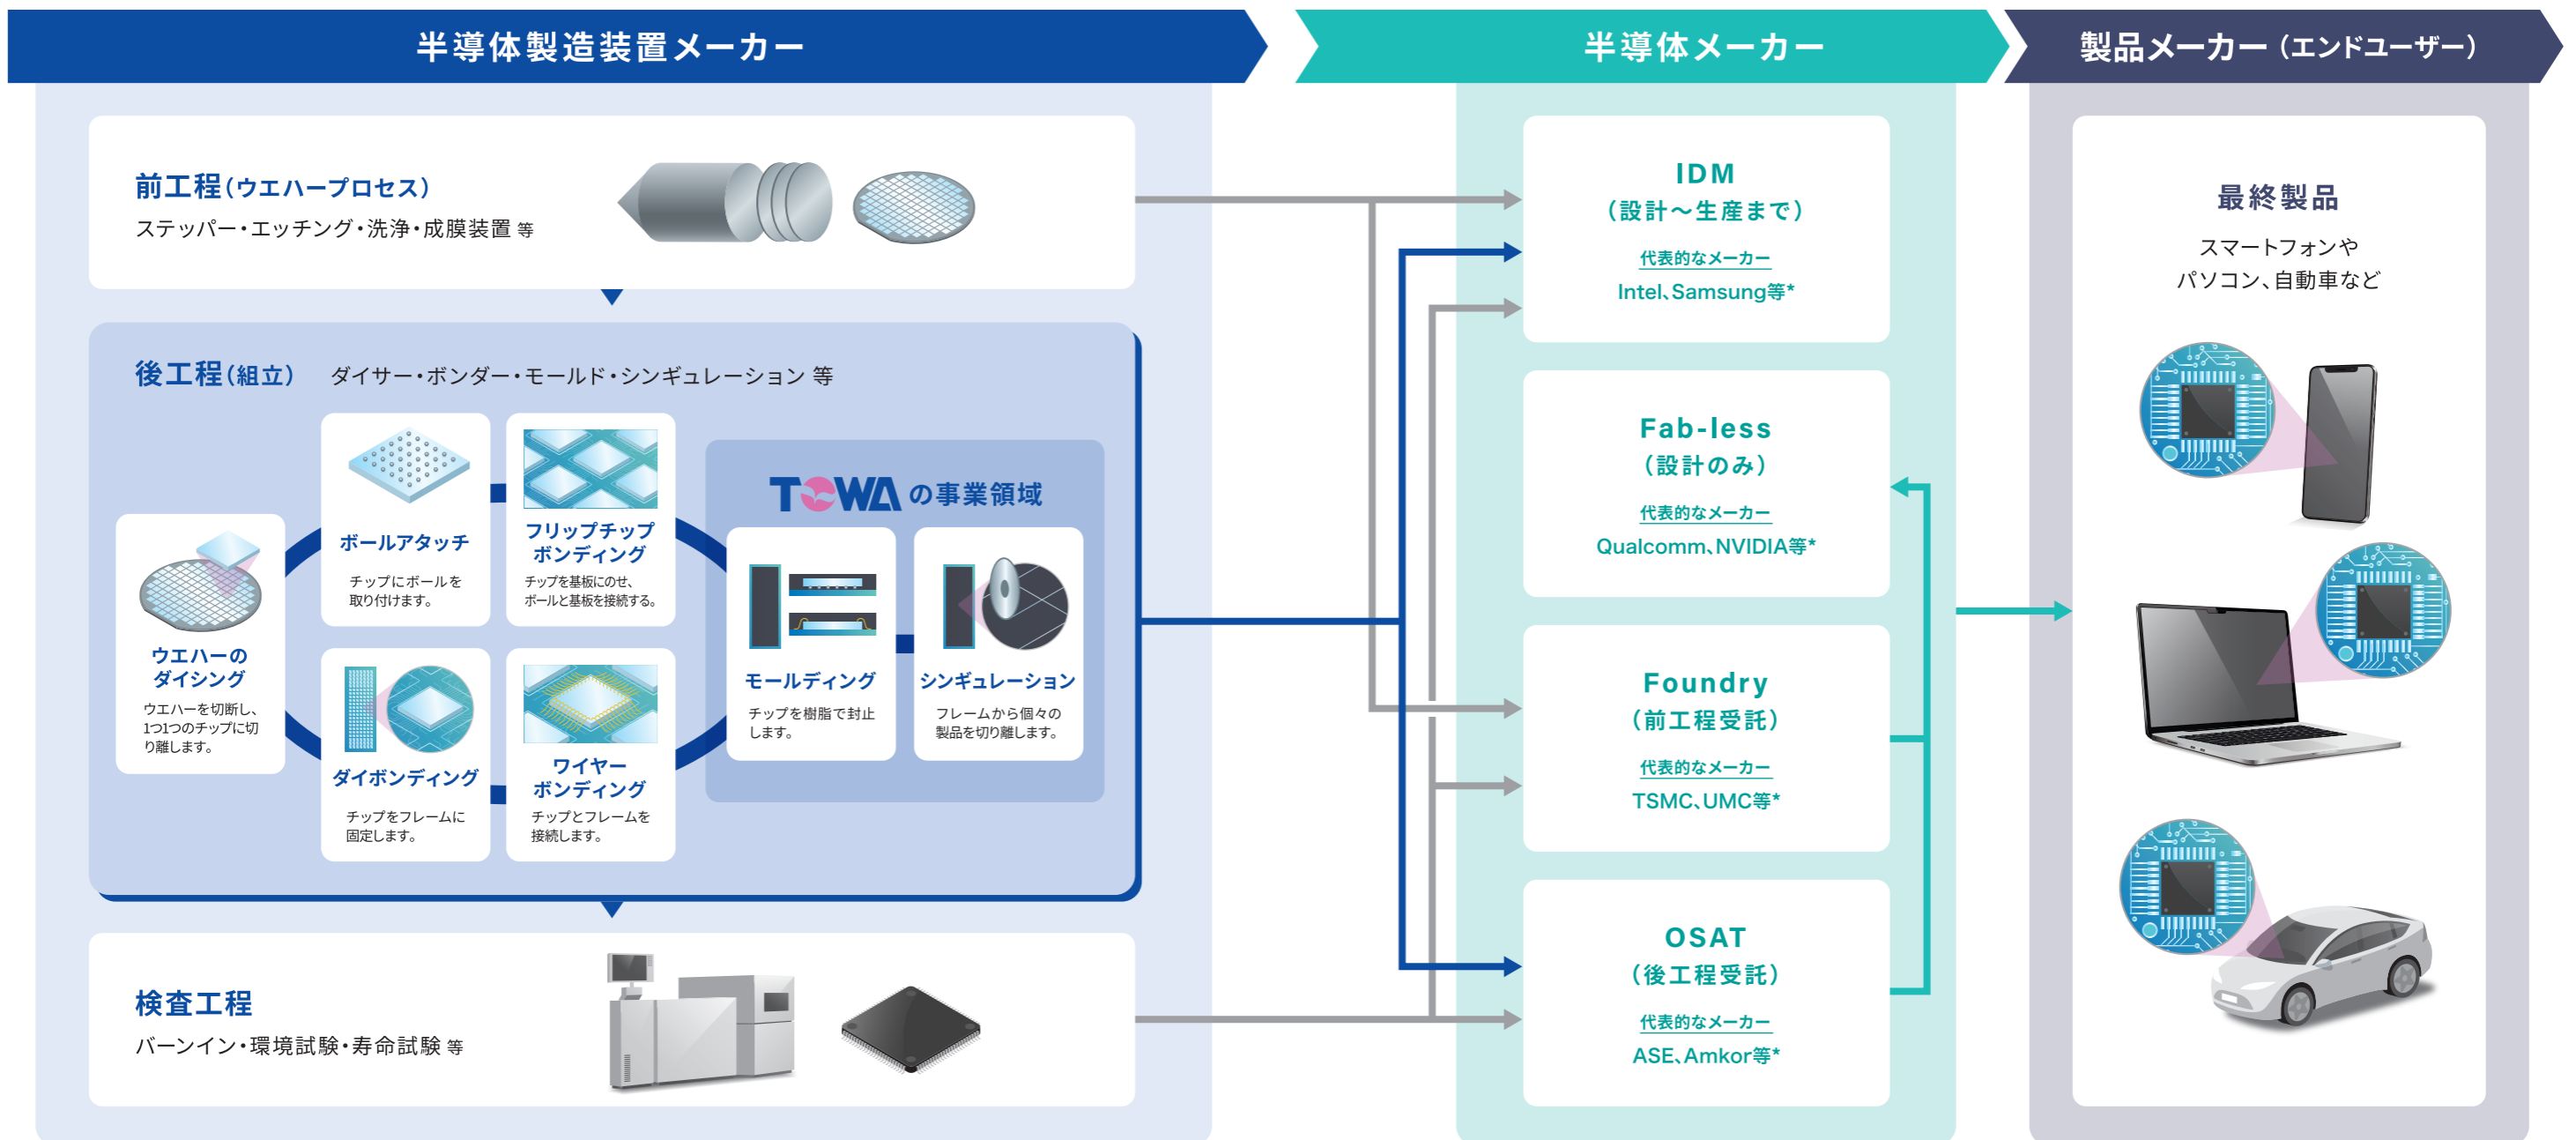 半導体製造装置メーカー
半導体メーカー
製品メーカー（エンドユーザー）
前工程（ウエハープロセス）
ステッパー・エッチング・洗浄・成膜装置 等
後工程（組立）
ダイサー・ボンダー・モールド・シンギュレーション 等
ウエハーの
ダイシング
ウエハーを切断し、
1つ1つのチップに切
り離します。
ボールアタッチ
チップにボールを
取り付けます。
フリップチップ
ボンディング
チップを基板にのせ、
ボールと基板を接続する。
ダイボンディング
チップをフレームに
固定します。
ワイヤー
ボンディング
チップとフレームを
接続します。
TOWAの事業領域
モールディング
チップを樹脂で封止
します。
シンギュレーション
フレームから個々の
製品を切り離します。
検査工程
バーンイン・環境試験・寿命試験 等
IDM
（設計～生産まで）
代表的なメーカー
Intel、Samsung等*
Fab-less
（設計のみ）
代表的なメーカー
Qualcomm、NVIDIA等*
Foundry
（前工程受託）
代表的なメーカー
TSMC、UMC等*
OSAT
（後工程受託）
代表的なメーカー
ASE、Amkor等*
最終製品
スマートフォンや
パソコン、自動車など